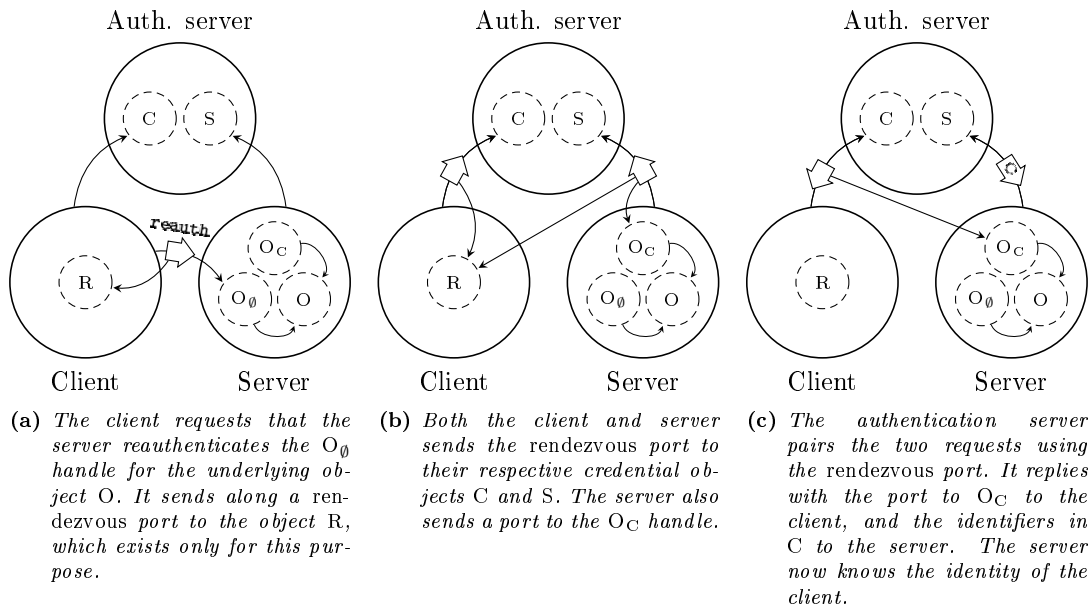 Auth. server
C S
reauth
R
O_C
O_∅ O
Client Server
(a) The client requests that the
server reauthenticates the O_∅
handle for the underlying ob-
ject O. It sends along a ren-
dezvous port to the object R,
which exists only for this pur-
pose.
Auth. server
C S
R
O_C
O_∅ O
Client Server
(b) Both the client and server
sends the rendezvous port to
their respective credential ob-
jects C and S. The server also
sends a port to the O_C handle.
Auth. server
C S
C
R
O_C
O_∅ O
Client Server
(c) The authentication server
pairs the two requests using
the rendezvous port. It replies
with the port to O_C to the
client, and the identifiers in
C to the server. The server
now knows the identity of the
client.